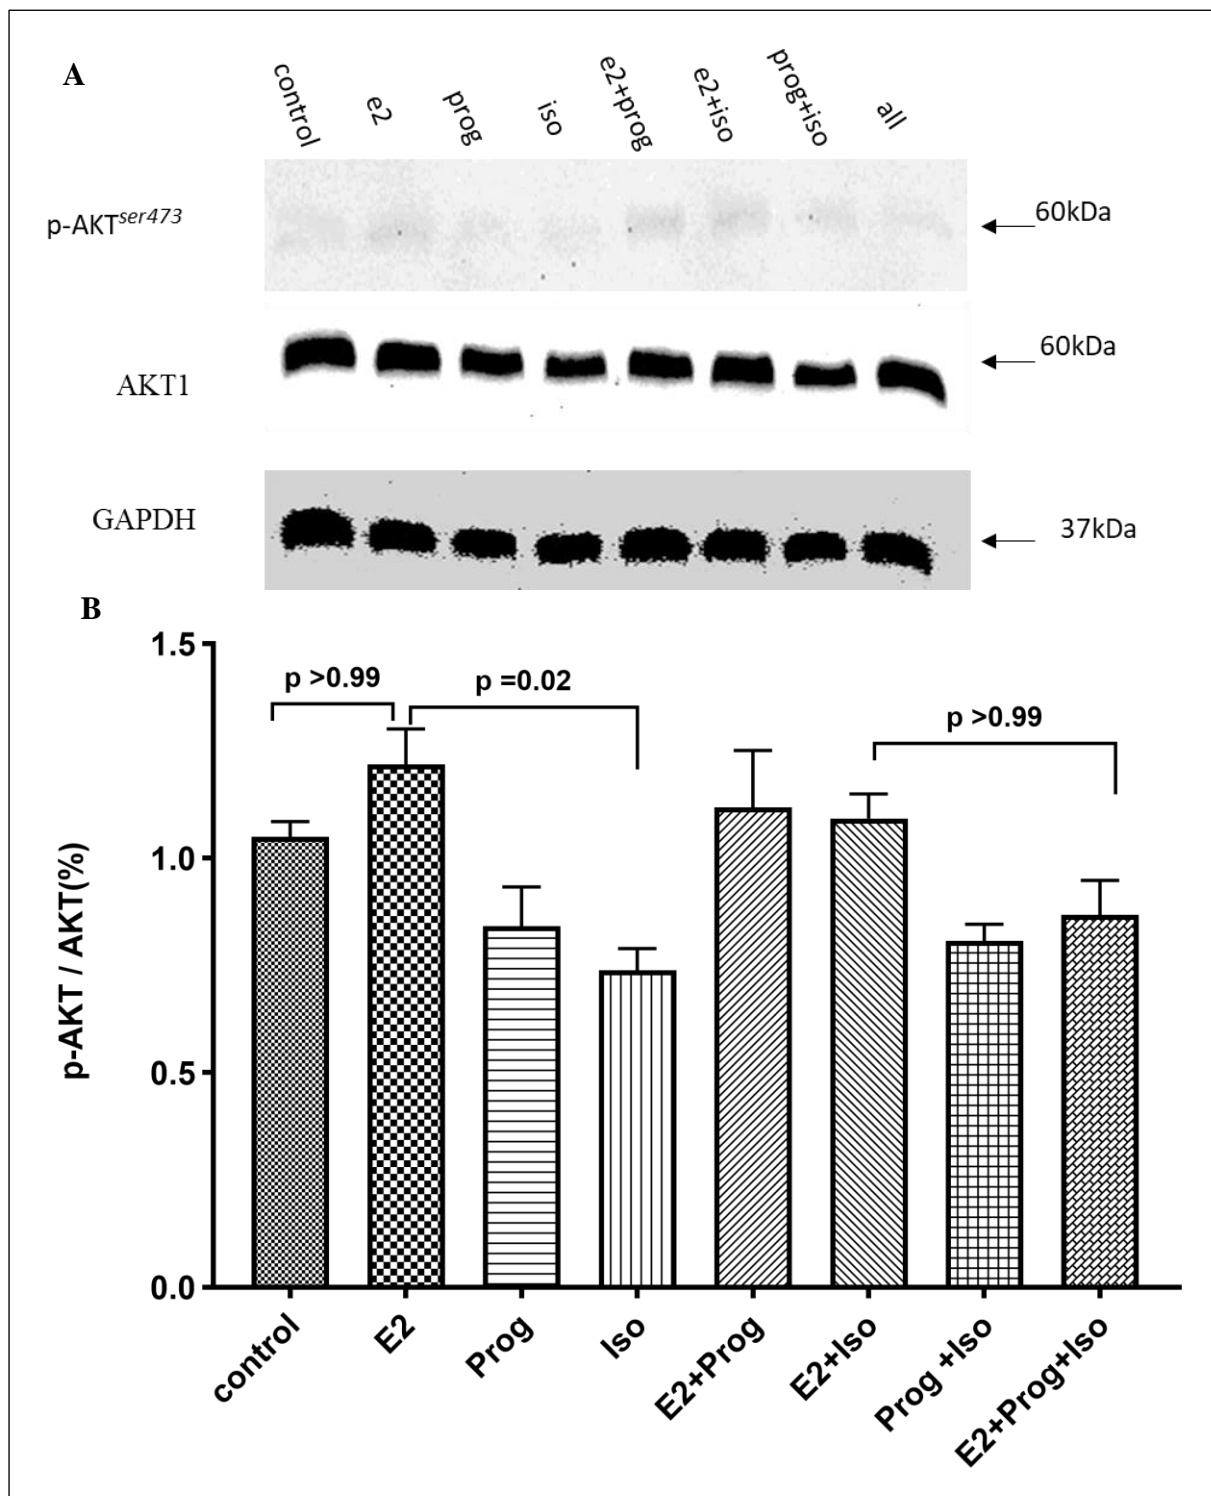 A
control e2 prog iso e2+prog e2+iso prog+iso all
p-AKTser473
60kDa
AKT1
60kDa
GAPDH
37kDa
B
p-AKT / AKT(%)
1.5
1.0
0.5
0.0
p >0.99
p =0.02
p >0.99
control E2 Prog Iso E2+Prog E2+Iso Prog +Iso E2+Prog+Iso